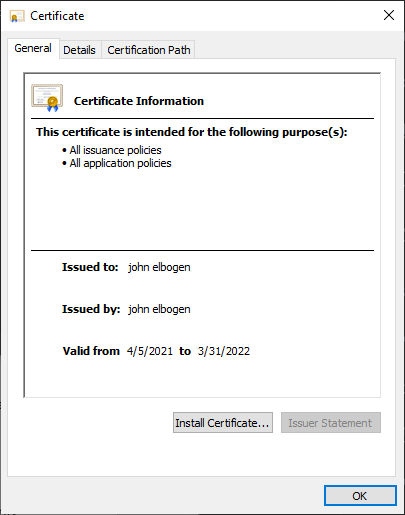 Certificate
General Details Certification Path
Certificate Information
This certificate is intended for the following purpose(s):
• All issuance policies
• All application policies
Issued to: john elbogen
Issued by: john elbogen
Valid from 4/5/2021 to 3/31/2022
Install Certificate... Issuer Statement
OK